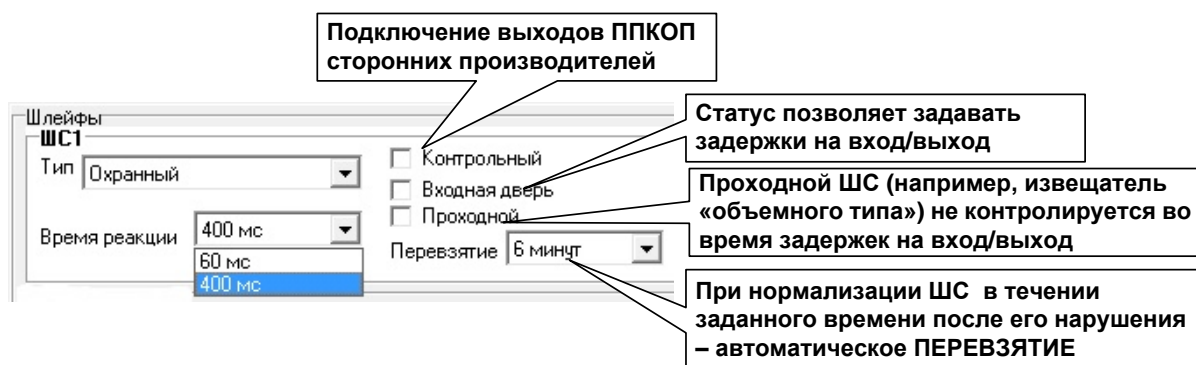 Подключение выходов ППКОП
сторонних производителей
Шлейфы
ШС1
Тип Охранный
Контрольный
Входная дверь
Проходной
Время реакции 400 мс
60 мс
400 мс
Перевзятие 6 минут
Статус позволяет задавать
задержки на вход/выход
Проходной ШС (например, извещатель
«объемного типа») не контролируется во
время задержек на вход/выход
При нормализации ШС в течении
заданного времени после его нарушения
– автоматическое ПЕРЕВЗЯТИЕ